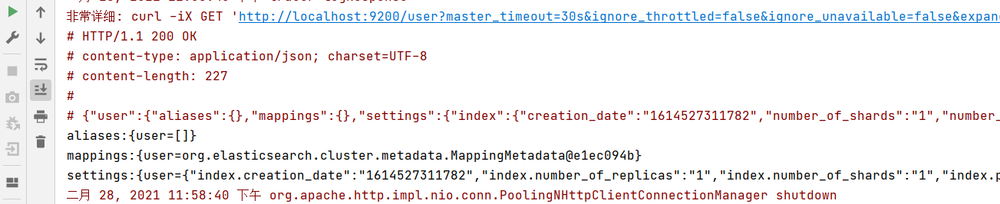 非常详细: curl -iX GET 'http://localhost:9200/user?master_timeout=30s&ignore_throttled=false&ignore_unavailable=false&expan
# HTTP/1.1 200 OK
# content-type: application/json; charset=UTF-8
# content-length: 227
#
# {"user":{"aliases":{},"mappings":{},"settings":{"index":{"creation_date":"1614527311782","number_of_shards":"1","number_
aliases:{user=[]}
mappings:{user=org.elasticsearch.cluster.metadata.MappingMetadata@e1ec094b}
settings:{user={"index.creation_date":"1614527311782","index.number_of_replicas":"1","index.number_of_shards":"1","index.p
二月 28, 2021 11:58:40 下午 org.apache.http.impl.nio.conn.PoolingNHttpClientConnectionManager shutdown